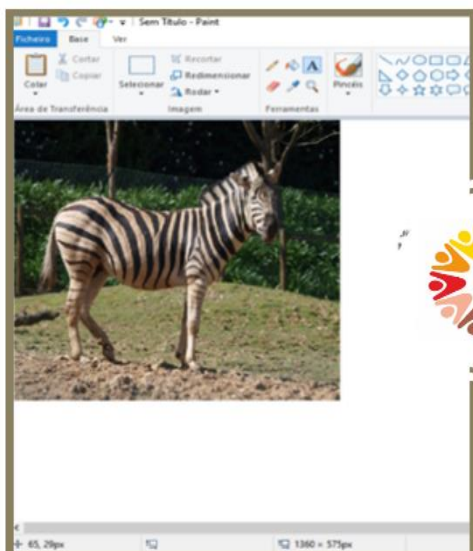 Sem Título - Paint
Ficheiro Base Ver
Colar
Cortar
Copiar
Área de Transferência
Selecionar
Recortar
Redimensionar
Rodar
Imagem
A
Ferramentas
Pincéis
65, 29px 1360 × 575px